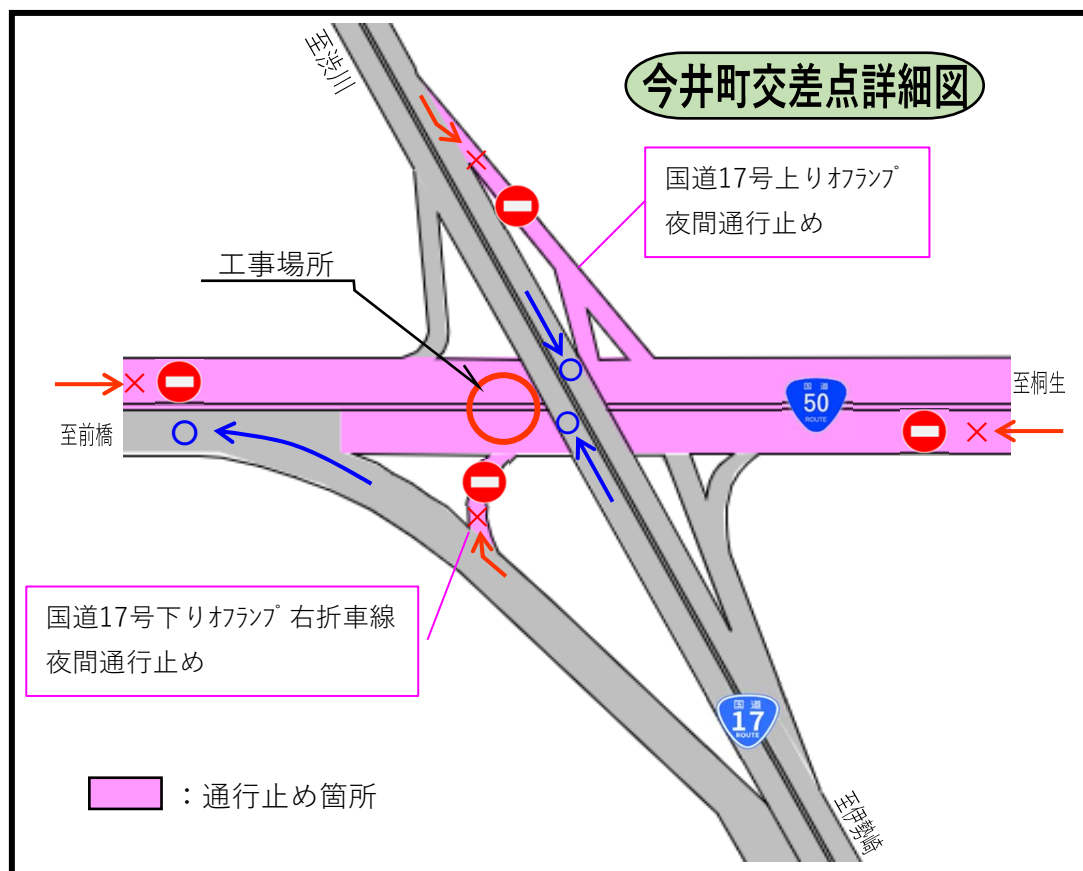 今井町交差点詳細図
至渋川
国道17号上りｵﾌﾗﾝﾌﾟ
夜間通行止め
工事場所
至桐生
国道
50
ROUTE
至前橋
国道17号下りｵﾌﾗﾝﾌﾟ 右折車線
夜間通行止め
国道
17
ROUTE
：通行止め箇所
至伊勢崎